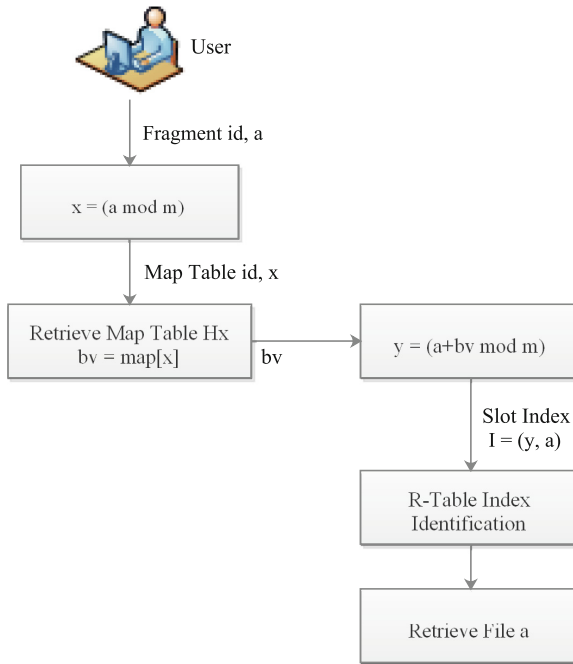 User
Fragment id, a
x = (a mod m)
Map Table id, x
Retrieve Map Table Hx
bv = map[x]
bv
y = (a+bv mod m)
Slot Index
I = (y, a)
R-Table Index
Identification
Retrieve File a